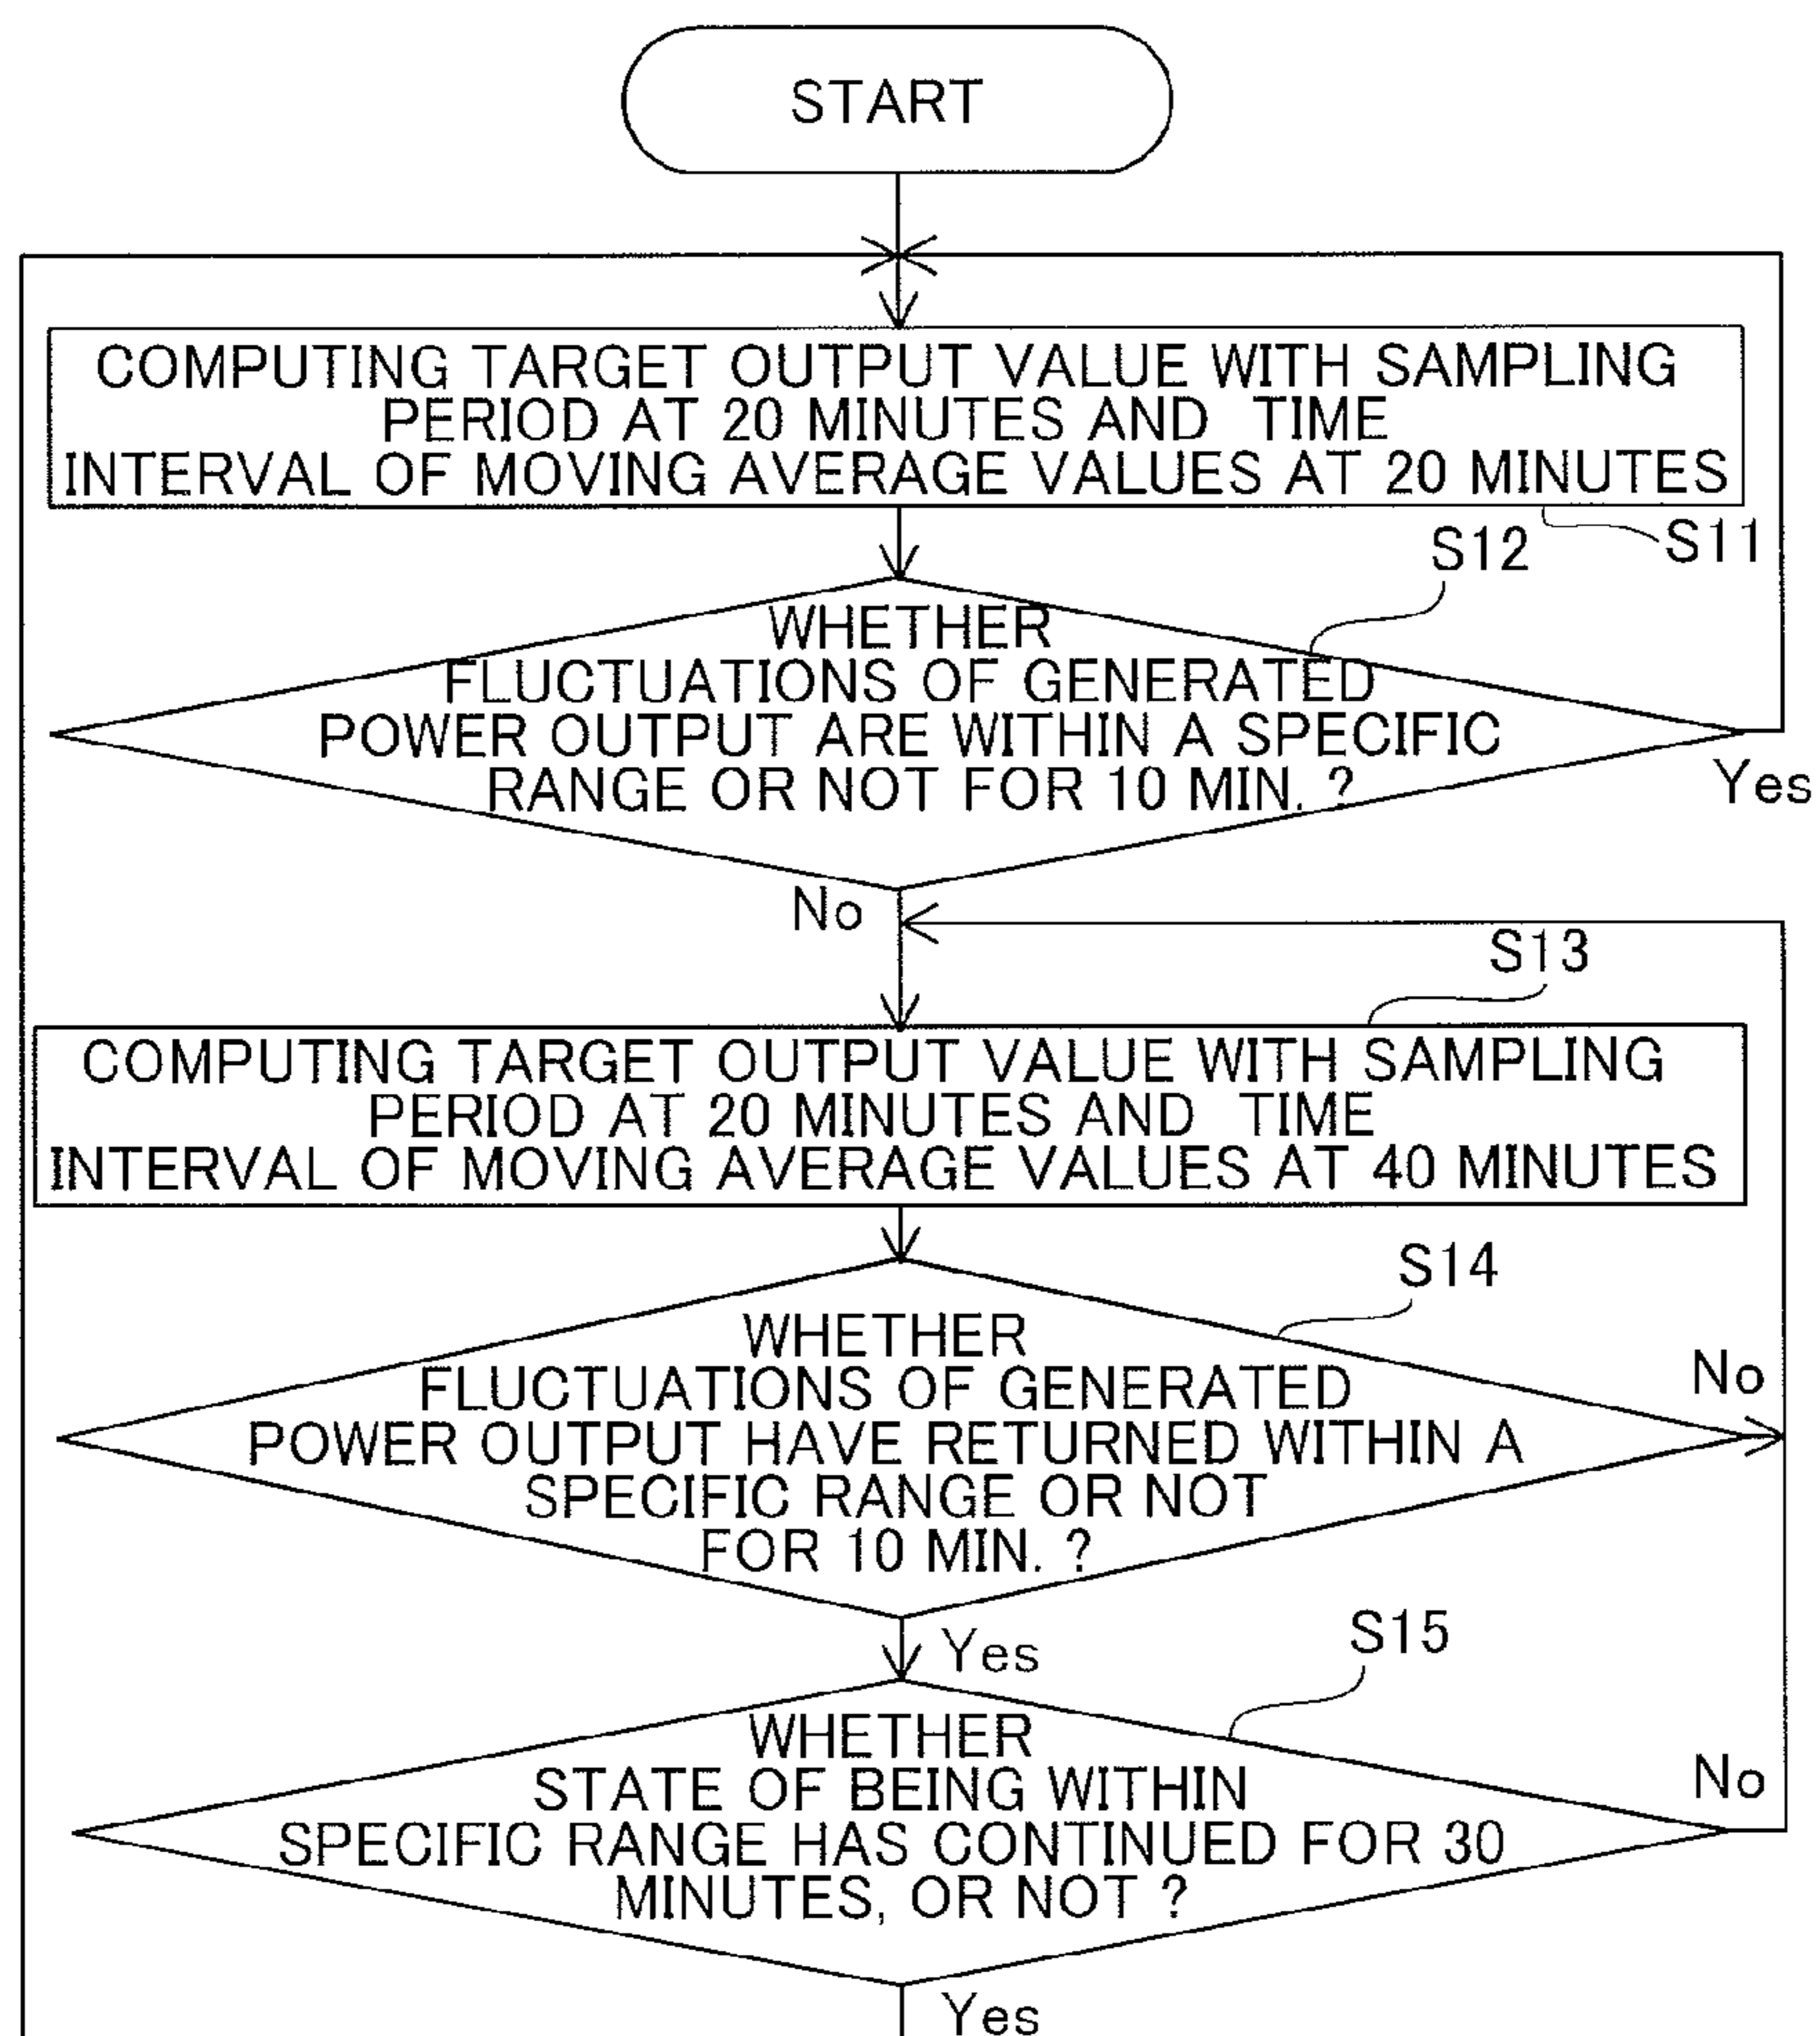 START
COMPUTING TARGET OUTPUT VALUE WITH SAMPLING
PERIOD AT 20 MINUTES AND TIME
INTERVAL OF MOVING AVERAGE VALUES AT 20 MINUTES
S11
S12
WHETHER
FLUCTUATIONS OF GENERATED
POWER OUTPUT ARE WITHIN A SPECIFIC
RANGE OR NOT FOR 10 MIN. ?
Yes
No
S13
COMPUTING TARGET OUTPUT VALUE WITH SAMPLING
PERIOD AT 20 MINUTES AND TIME
INTERVAL OF MOVING AVERAGE VALUES AT 40 MINUTES
S14
WHETHER
FLUCTUATIONS OF GENERATED
POWER OUTPUT HAVE RETURNED WITHIN A
SPECIFIC RANGE OR NOT
FOR 10 MIN. ?
No
Yes
S15
WHETHER
STATE OF BEING WITHIN
SPECIFIC RANGE HAS CONTINUED FOR 30
MINUTES, OR NOT ?
No
Yes